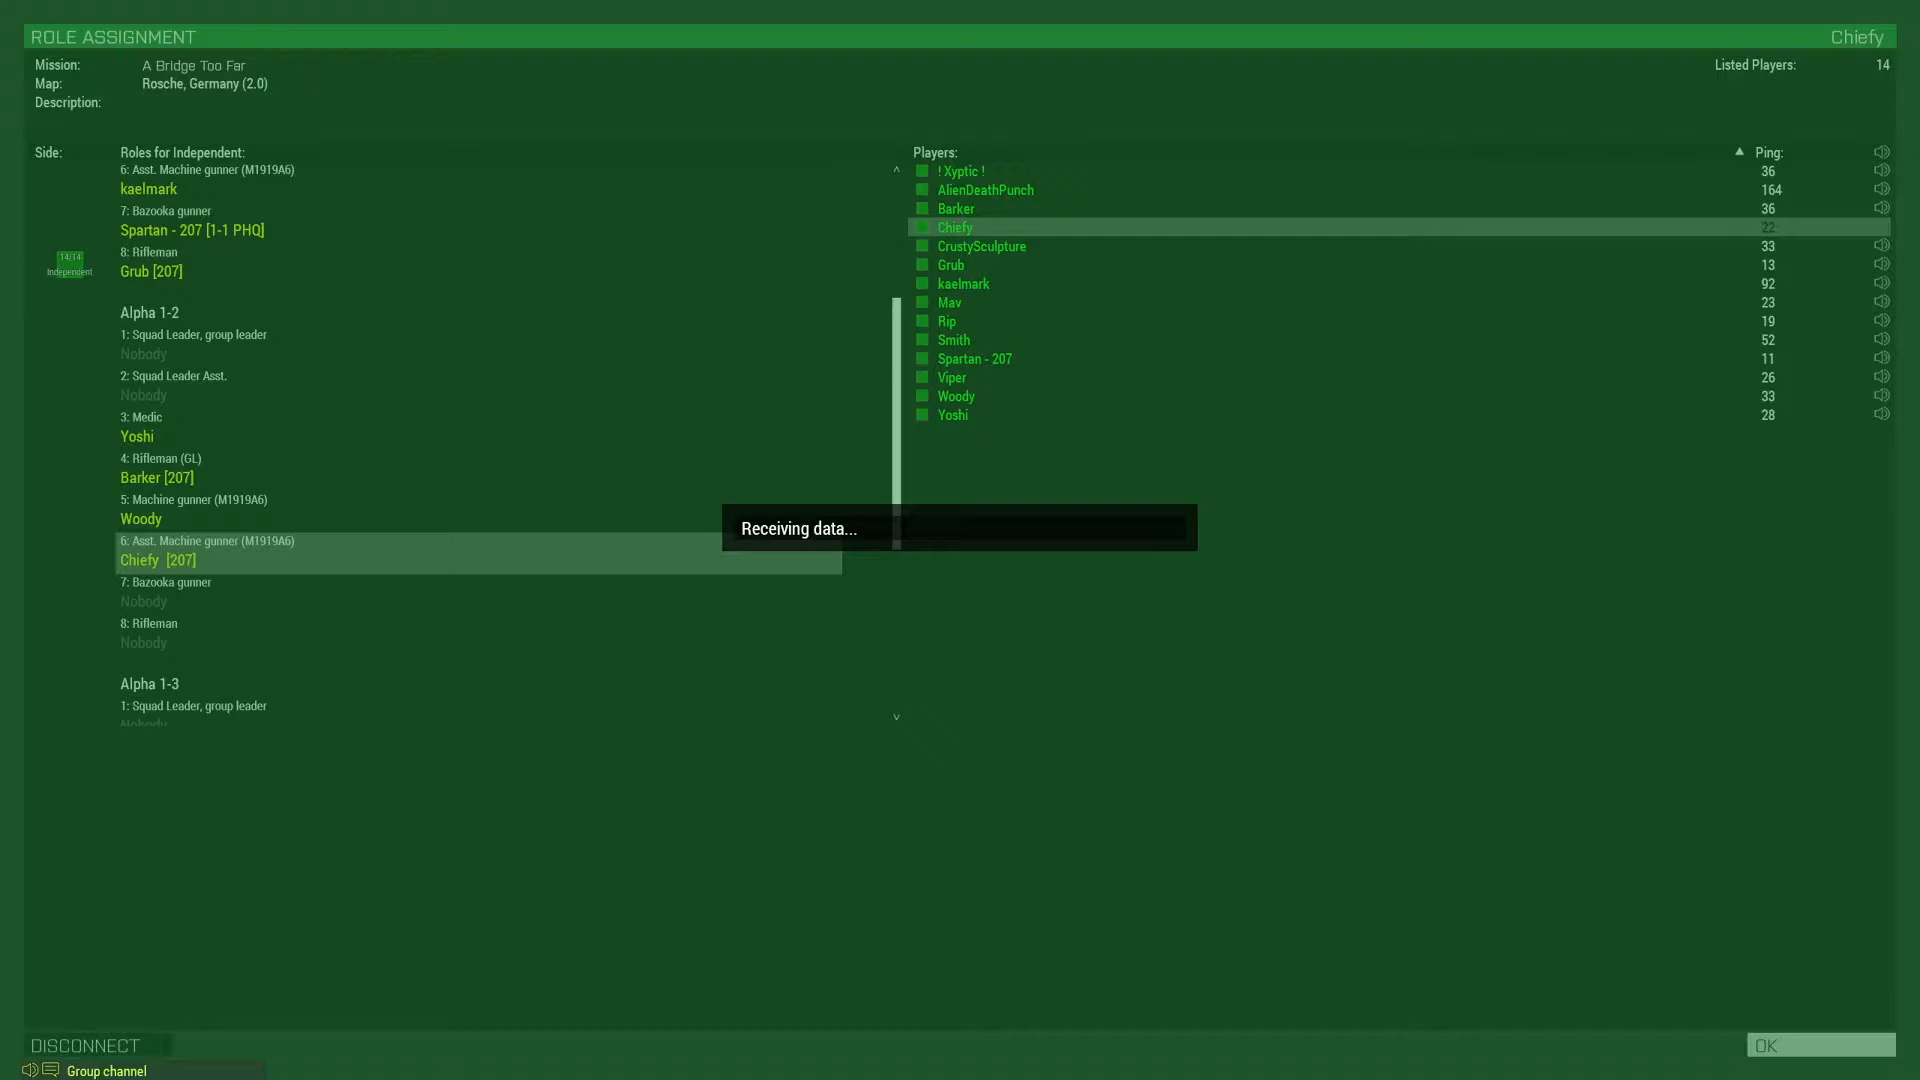 ROLE ASSIGNMENT
Chiefy
Mission: A Bridge Too Far
Listed Players: 14
Map: Rosche, Germany (2.0)
Description:
Side:
14/14
Independent
Roles for Independent:
6: Asst. Machine gunner (M1919A6)
kaelmark
7: Bazooka gunner
Spartan - 207 [1-1 PHQ]
8: Rifleman
Grub [207]
Alpha 1-2
1: Squad Leader, group leader
Nobody
2: Squad Leader Asst.
Nobody
3: Medic
Yoshi
4: Rifleman (GL)
Barker [207]
5: Machine gunner (M1919A6)
Woody
6: Asst. Machine gunner (M1919A6)
Chiefy [207]
7: Bazooka gunner
Nobody
8: Rifleman
Nobody
Alpha 1-3
1: Squad Leader, group leader
Nobody
Players: Ping:
! Xyptic ! 36
AlienDeathPunch 164
Barker 36
Chiefy 22
CrustySculpture 33
Grub 13
kaelmark 92
Mav 23
Rip 19
Smith 52
Spartan - 207 11
Viper 26
Woody 33
Yoshi 28
Receiving data...
DISCONNECT
OK
Group channel